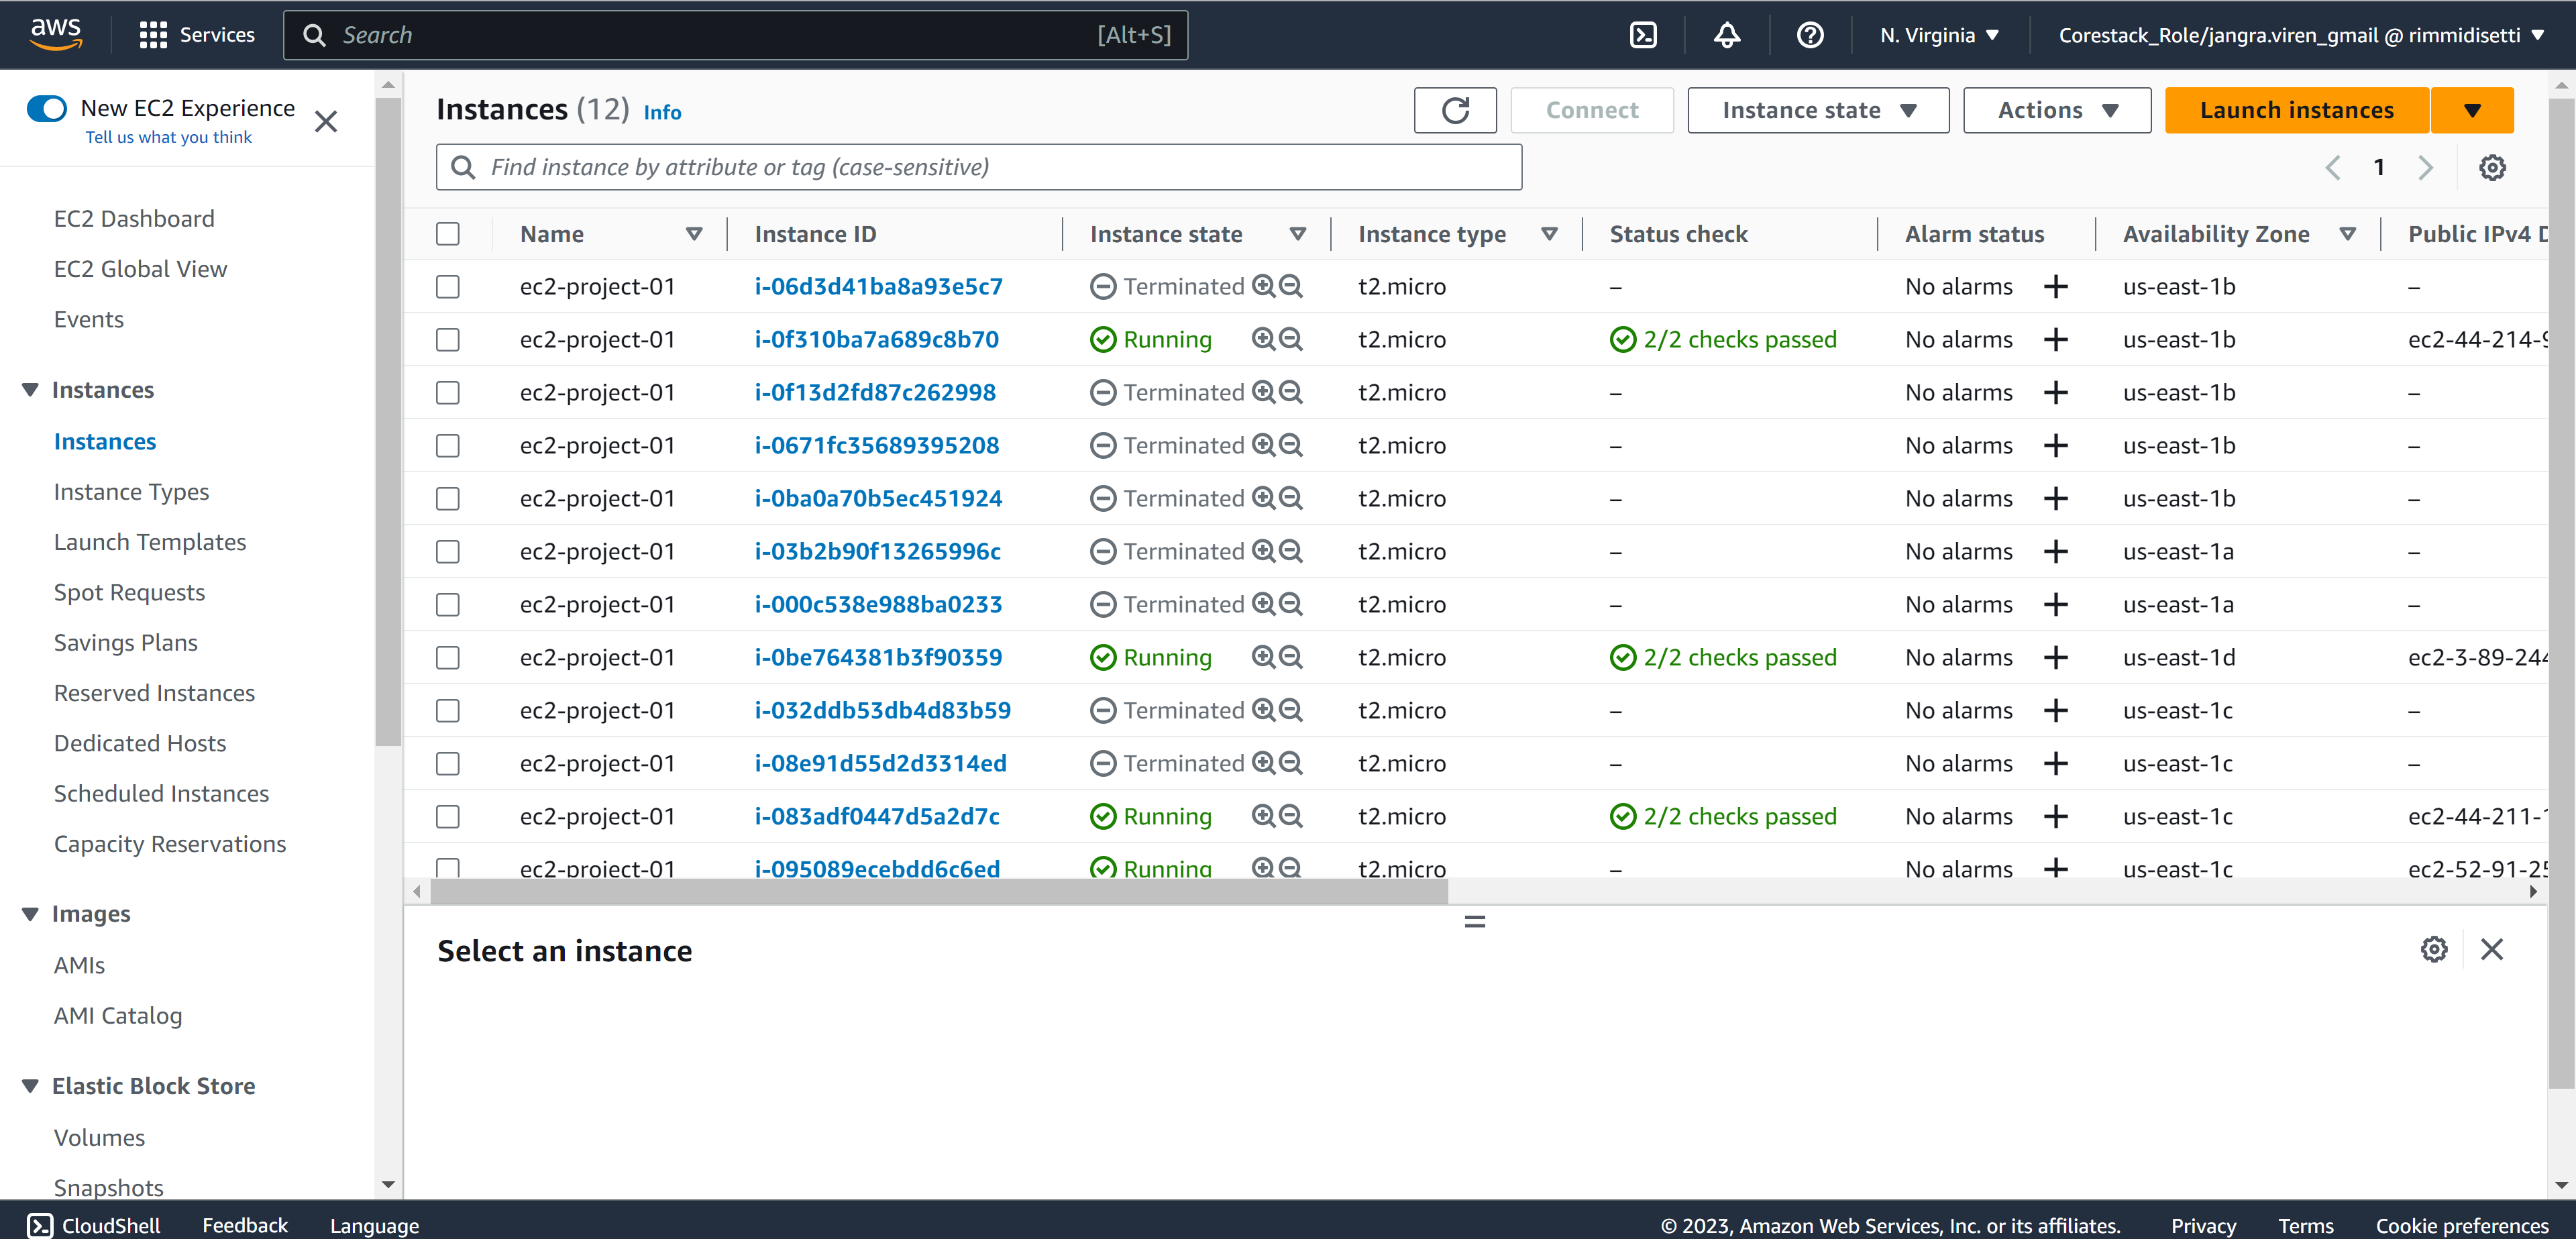 aws Services Search [Alt+S] N. Virginia Corestack_Role/jangra.viren_gmail @ rimmidisetti
New EC2 Experience
Tell us what you think
EC2 Dashboard
EC2 Global View
Events
Instances
Instances
Instance Types
Launch Templates
Spot Requests
Savings Plans
Reserved Instances
Dedicated Hosts
Scheduled Instances
Capacity Reservations
Images
AMIs
AMI Catalog
Elastic Block Store
Volumes
Snapshots
Instances (12) Info Connect Instance state Actions Launch instances
Find instance by attribute or tag (case-sensitive) 1
Name Instance ID Instance state Instance type Status check Alarm status Availability Zone Public IPv4 D
ec2-project-01 i-06d3d41ba8a93e5c7 Terminated t2.micro – No alarms + us-east-1b –
ec2-project-01 i-0f310ba7a689c8b70 Running t2.micro 2/2 checks passed No alarms + us-east-1b ec2-44-214-9
ec2-project-01 i-0f13d2fd87c262998 Terminated t2.micro – No alarms + us-east-1b –
ec2-project-01 i-0671fc35689395208 Terminated t2.micro – No alarms + us-east-1b –
ec2-project-01 i-0ba0a70b5ec451924 Terminated t2.micro – No alarms + us-east-1b –
ec2-project-01 i-03b2b90f13265996c Terminated t2.micro – No alarms + us-east-1a –
ec2-project-01 i-000c538e988ba0233 Terminated t2.micro – No alarms + us-east-1a –
ec2-project-01 i-0be764381b3f90359 Running t2.micro 2/2 checks passed No alarms + us-east-1d ec2-3-89-244
ec2-project-01 i-032ddb53db4d83b59 Terminated t2.micro – No alarms + us-east-1c –
ec2-project-01 i-08e91d55d2d3314ed Terminated t2.micro – No alarms + us-east-1c –
ec2-project-01 i-083adf0447d5a2d7c Running t2.micro 2/2 checks passed No alarms + us-east-1c ec2-44-211-1
ec2-project-01 i-095089ecebdd6c6ed Running t2.micro – No alarms + us-east-1c ec2-52-91-25
Select an instance
CloudShell Feedback Language © 2023, Amazon Web Services, Inc. or its affiliates. Privacy Terms Cookie preferences